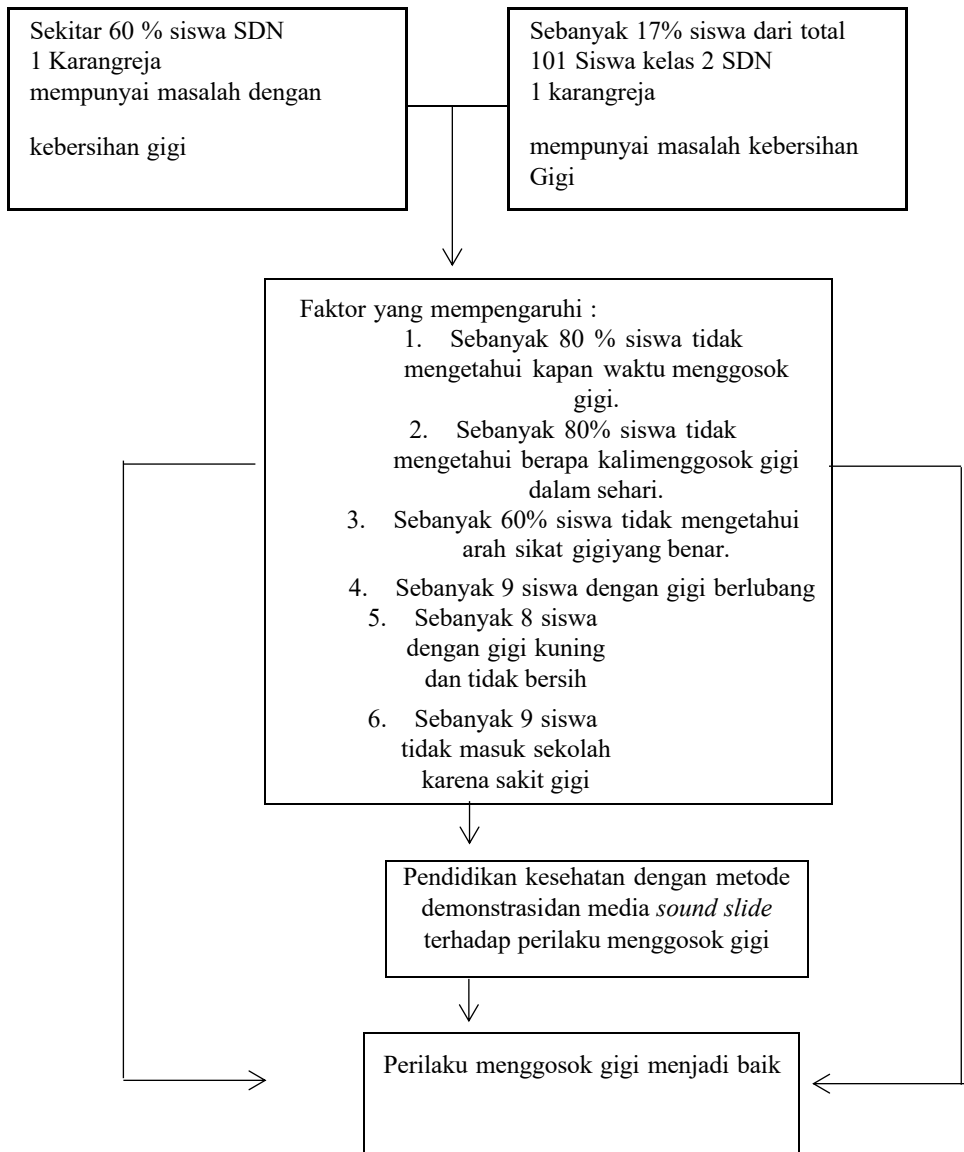 Sekitar 60 % siswa SDN
1 Karangreja
mempunyai masalah dengan
kebersihan gigi
Sebanyak 17% siswa dari total
101 Siswa kelas 2 SDN
1 karangreja
mempunyai masalah kebersihan
Gigi
Faktor yang mempengaruhi :
1. Sebanyak 80 % siswa tidak
mengetahui kapan waktu menggosok
gigi.
2. Sebanyak 80% siswa tidak
mengetahui berapa kalimenggosok gigi
dalam sehari.
3. Sebanyak 60% siswa tidak mengetahui
arah sikat gigiyang benar.
4. Sebanyak 9 siswa dengan gigi berlubang
5. Sebanyak 8 siswa
dengan gigi kuning
dan tidak bersih
6. Sebanyak 9 siswa
tidak masuk sekolah
karena sakit gigi
Pendidikan kesehatan dengan metode
demonstrasidan media sound slide
terhadap perilaku menggosok gigi
Perilaku menggosok gigi menjadi baik